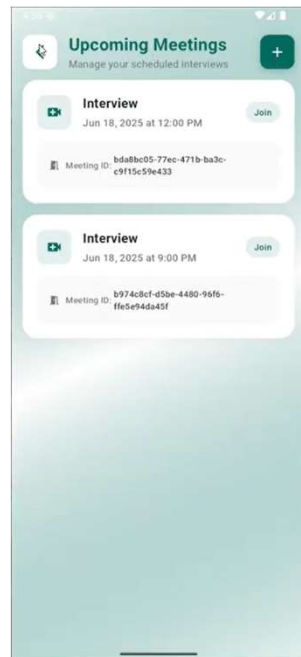 Upcoming Meetings
+
Manage your scheduled interviews
Interview
Join
Jun 18, 2025 at 12:00 PM
Meeting ID: bda8bc05-77ec-471b-ba3c-
c9f15c59e433
Interview
Join
Jun 18, 2025 at 9:00 PM
Meeting ID: b974c8cf-d5be-4480-96f6-
ffe5e94da45f